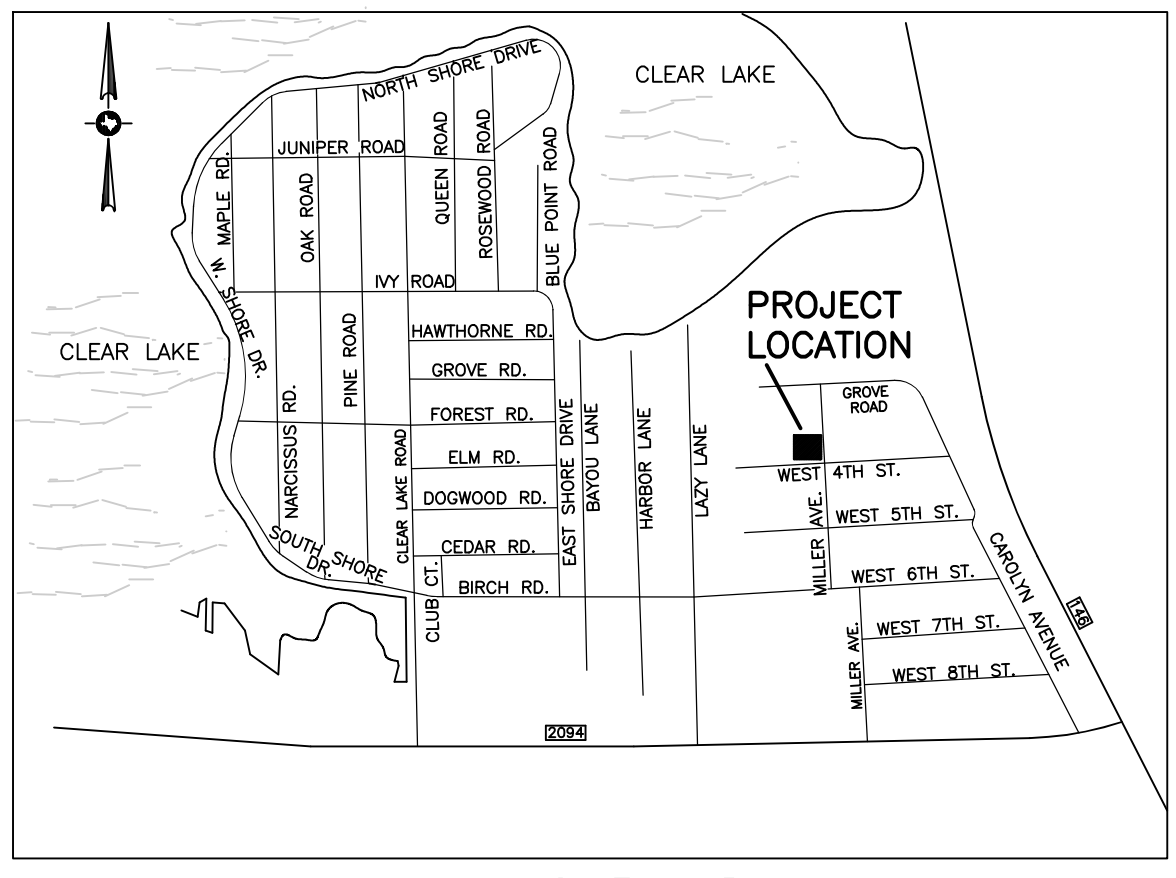 NORTH SHORE DRIVE
CLEAR LAKE
JUNIPER ROAD
QUEEN ROAD
ROSEWOOD ROAD
BLUE POINT ROAD
MAPLE RD.
OAK ROAD
W. SHORE DR.
IVY ROAD
PROJECT
LOCATION
HAWTHORNE RD.
CLEAR LAKE
PINE ROAD
GROVE RD.
GROVE
ROAD
NARCISSUS RD.
FOREST RD.
CLEAR LAKE ROAD
EAST SHORE DRIVE
BAYOU LANE
HARBOR LANE
LAZY LANE
ELM RD.
WEST 4TH ST.
DOGWOOD RD.
MILLER AVE.
WEST 5TH ST.
SOUTH SHORE
DR.
CEDAR RD.
CAROLYN AVENUE
BIRCH RD.
WEST 6TH ST.
CLUB CT.
146
MILLER AVE.
WEST 7TH ST.
WEST 8TH ST.
2094